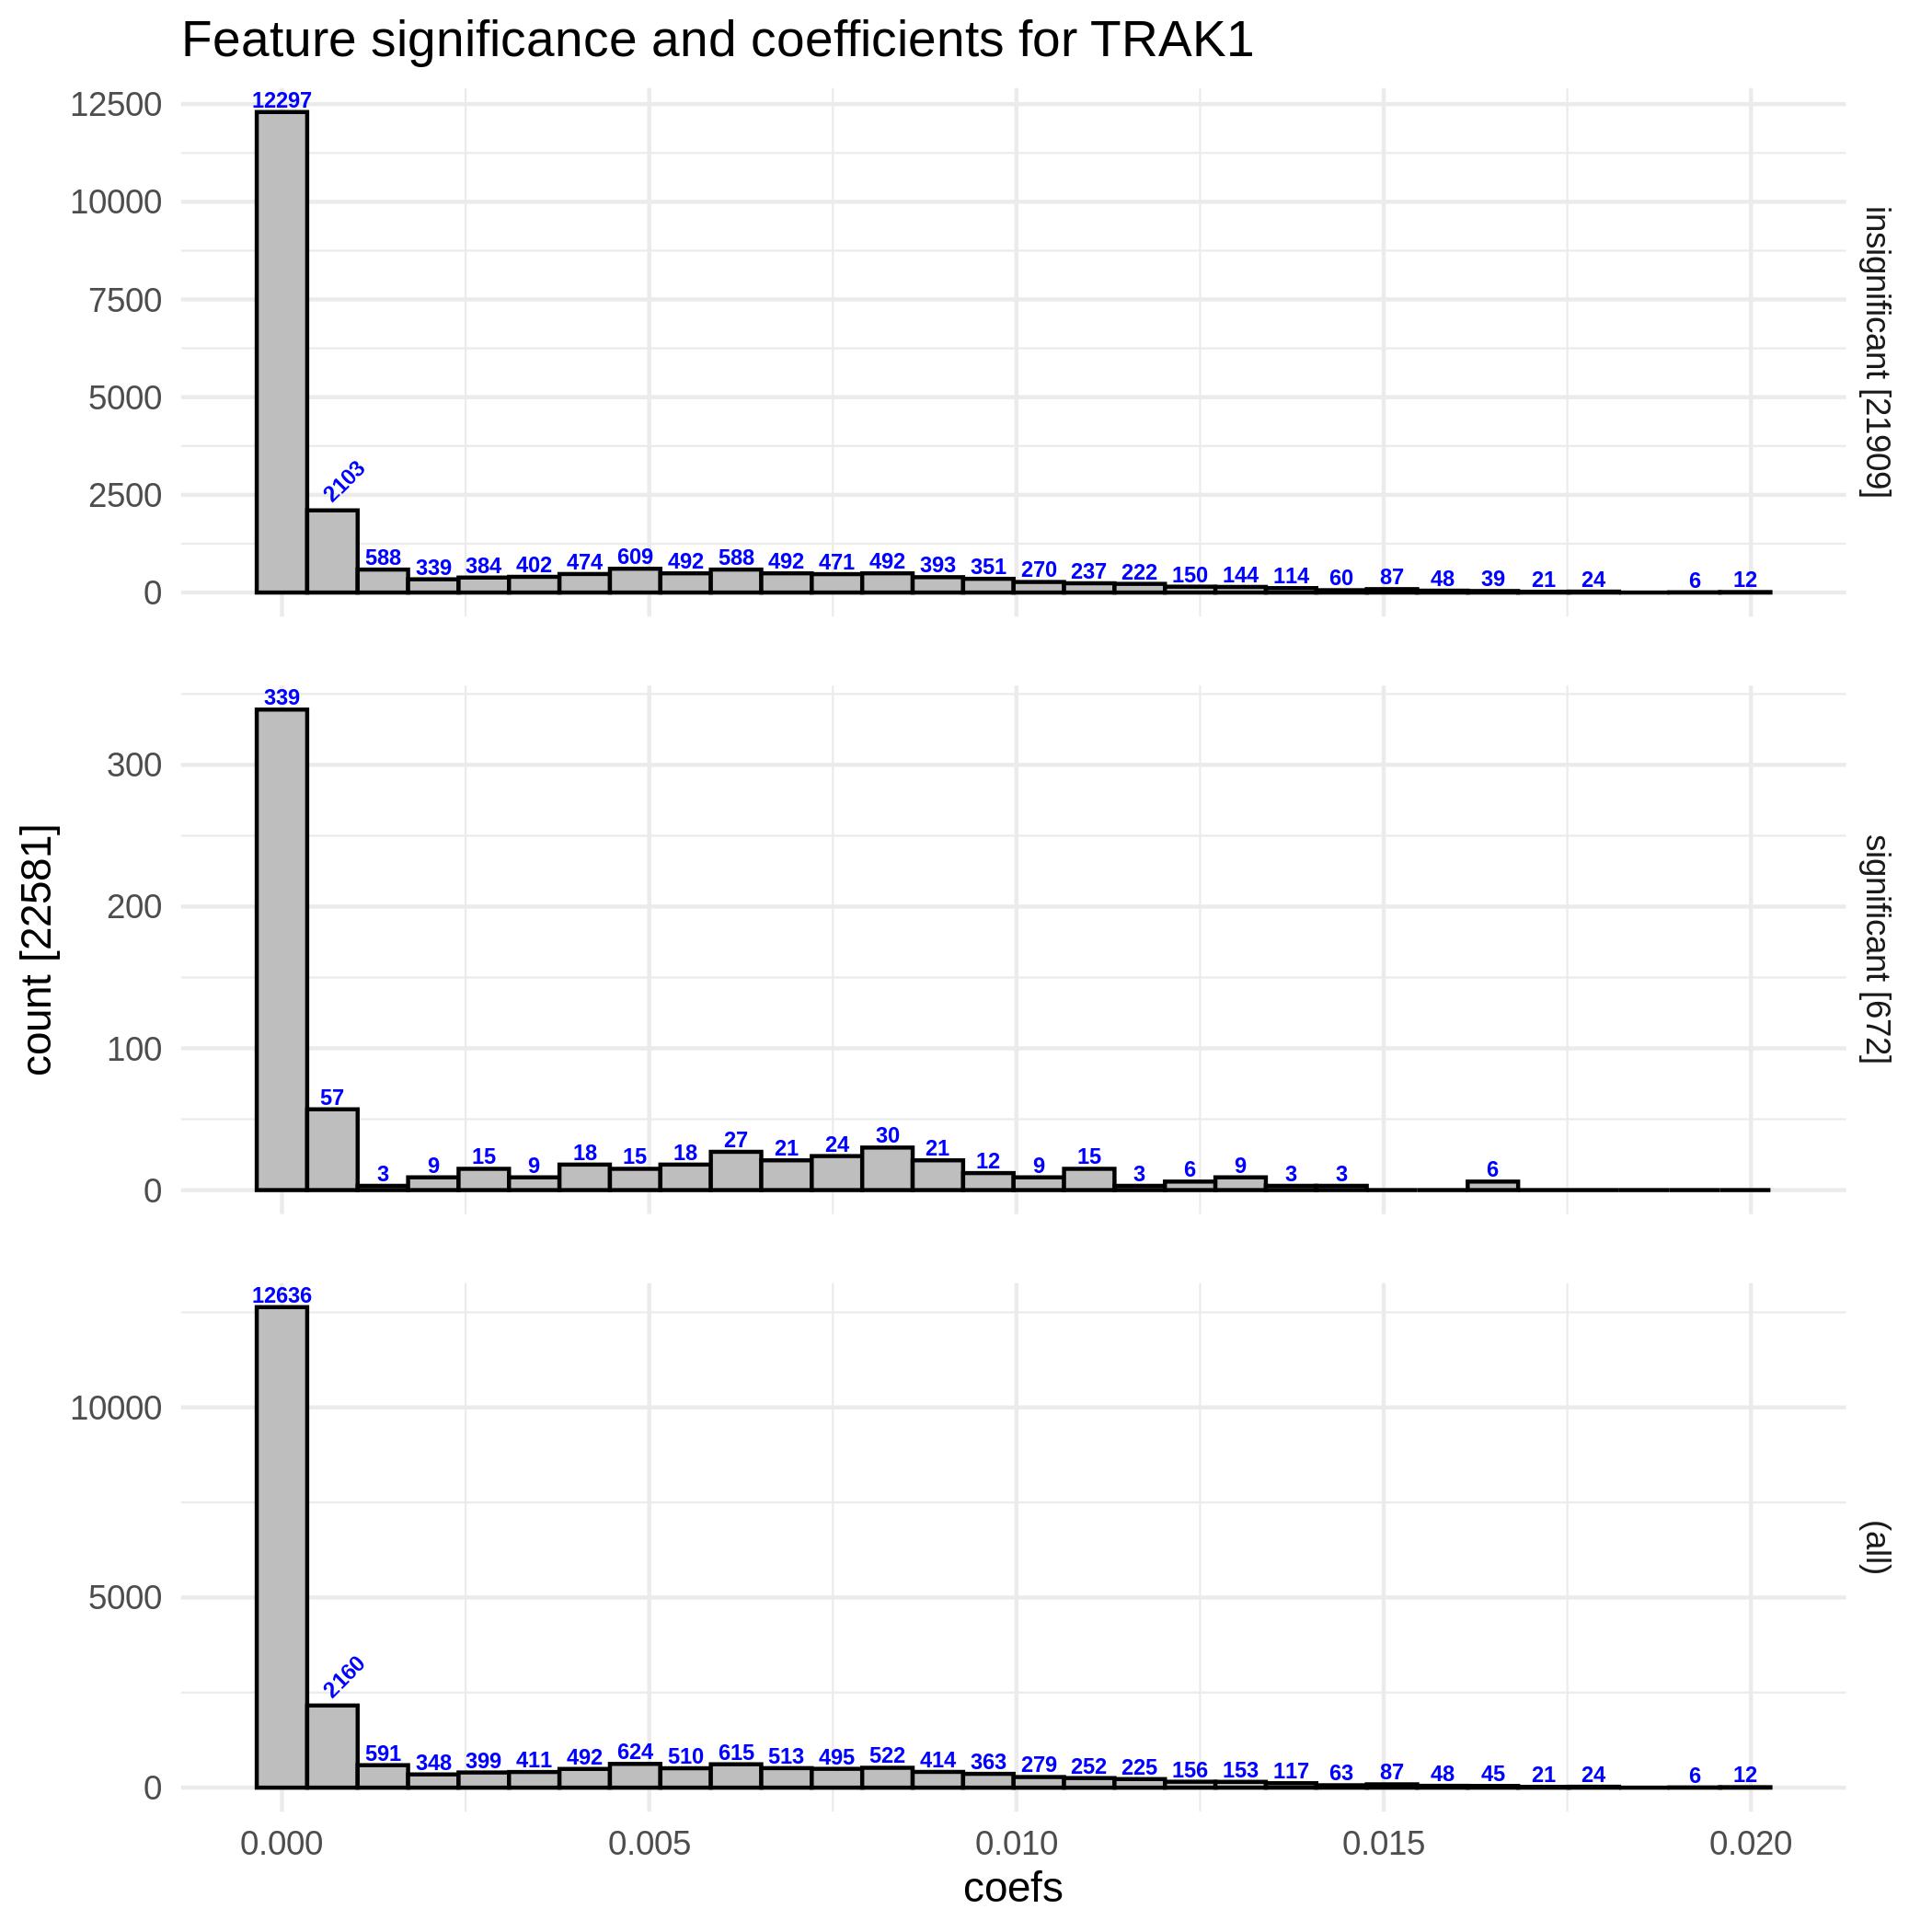 Feature significance and coefficients for TRAK1
12500
10000
7500
5000
2500
0
12297
2103
588 339 384 402 474 609 492 588 492 471 492 393 351 270 237 222 150 144 114 60 87 48 39 21 24 6 12
insignificant [21909]
count [22581]
300
200
100
0
339
57
3 9 15 9 18 15 18 27 21 24 30 21 12 9 15 3 6 9 3 3 6
significant [672]
10000
5000
0
12636
2160
591 348 399 411 492 624 510 615 513 495 522 414 363 279 252 225 156 153 117 63 87 48 45 21 24 6 12
(all)
0.000 0.005 0.010 0.015 0.020
coefs